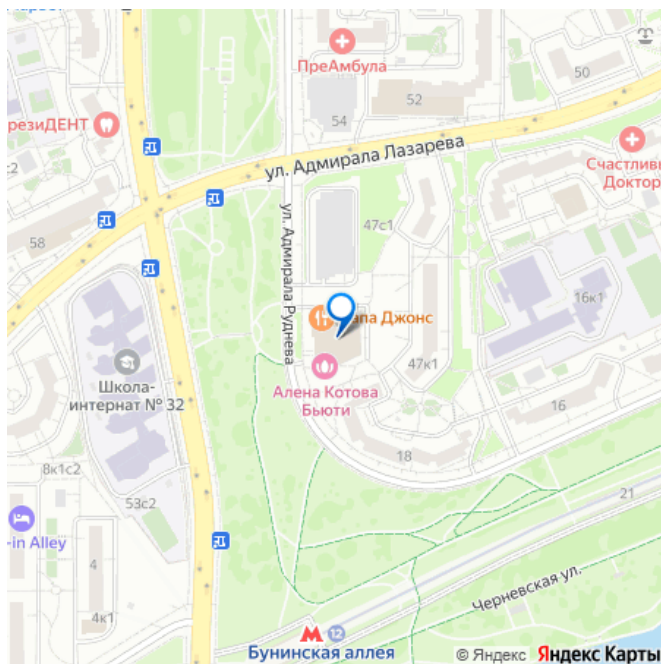 ПреАмбула
50
52
54
резиДЕНТ
с2
ул. Адмирала Лазарева
Счастливы
Доктор
ул. Адмирала Руднева
47с1
58
16к1
апа Джонс
Школа-
интернат № 32
47к1
Алена Котова
Бьюти
16
18
8к1с2
53с2
21
-in Alley
4
Черневская ул.
4к1
М 12
Бунинская аллея
© Яндекс Яндекс Карты